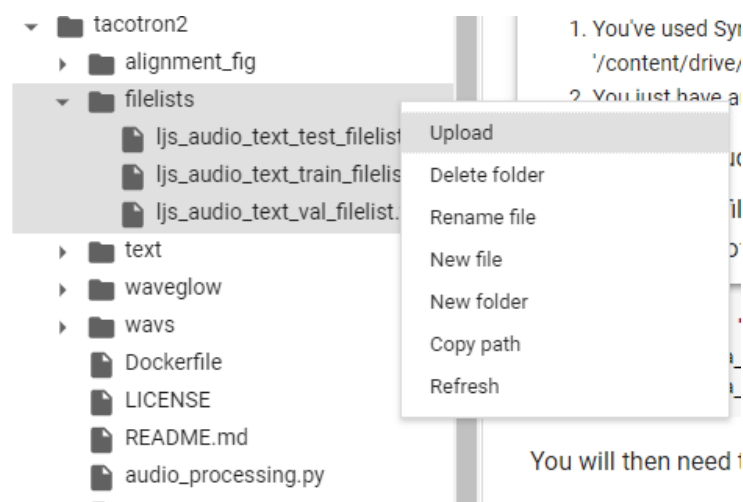 tacotron2
alignment_fig
filelists
ljs_audio_text_test_filelist
ljs_audio_text_train_filelis
ljs_audio_text_val_filelist.
text
waveglow
wavs
Dockerfile
LICENSE
README.md
audio_processing.py
Upload
Delete folder
Rename file
New file
New folder
Copy path
Refresh
1. You've used
'/content/drive/
2. You just have
You will then need